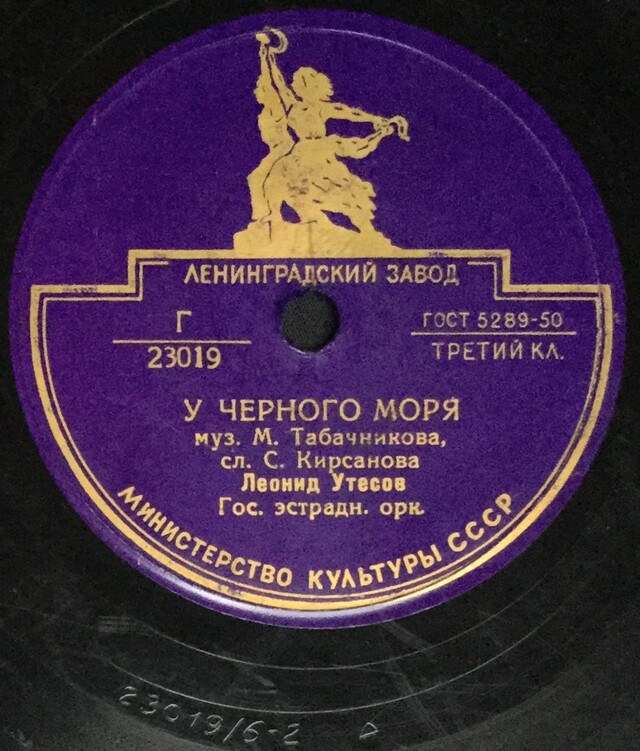 ЛЕНИНГРАДСКИЙ ЗАВОД
Г
23019
ГОСТ 5289-50
ТРЕТИЙ КЛ.
У ЧЕРНОГО МОРЯ
муз. М. Табачникова,
сл. С. Кирсанова
Леонид Утесов
Гос. эстрадн. орк.
МИНИСТЕРСТВО КУЛЬТУРЫ СССР
23019/6-2